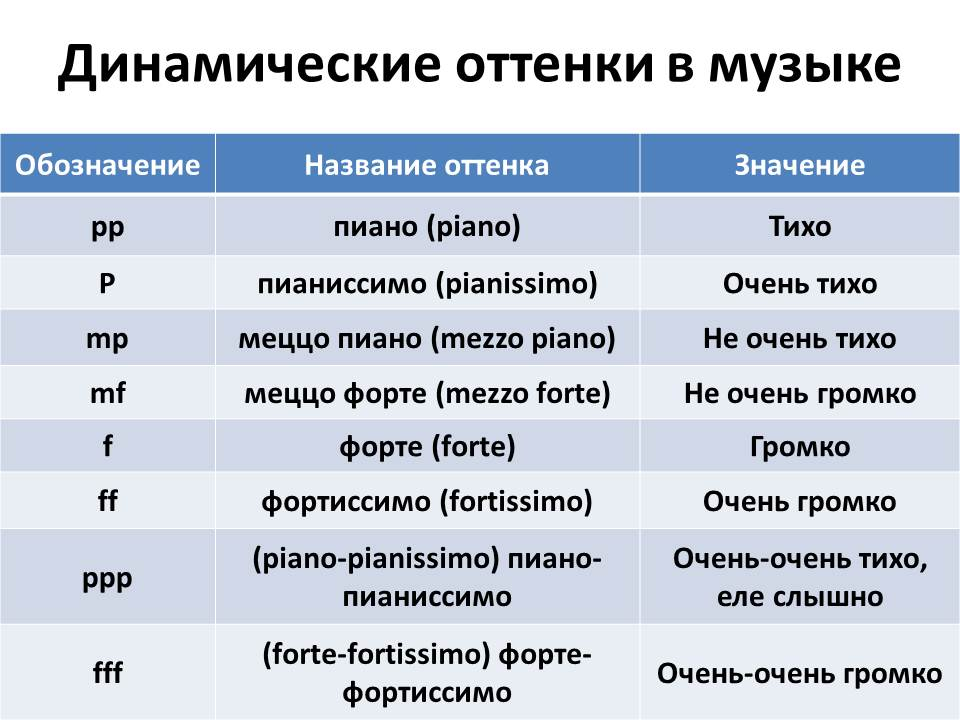 Динамические оттенки в музыке
Обозначение Название оттенка Значение
pp пиано (piano) Тихо
P пианиссимо (pianissimo) Очень тихо
mp меццо пиано (mezzo piano) Не очень тихо
mf меццо форте (mezzo forte) Не очень громко
f форте (forte) Громко
ff фортиссимо (fortissimo) Очень громко
ppp (piano-pianissimo) пиано-
пианиссимо Очень-очень тихо,
еле слышно
fff (forte-fortissimo) форте-
фортиссимо Очень-очень громко